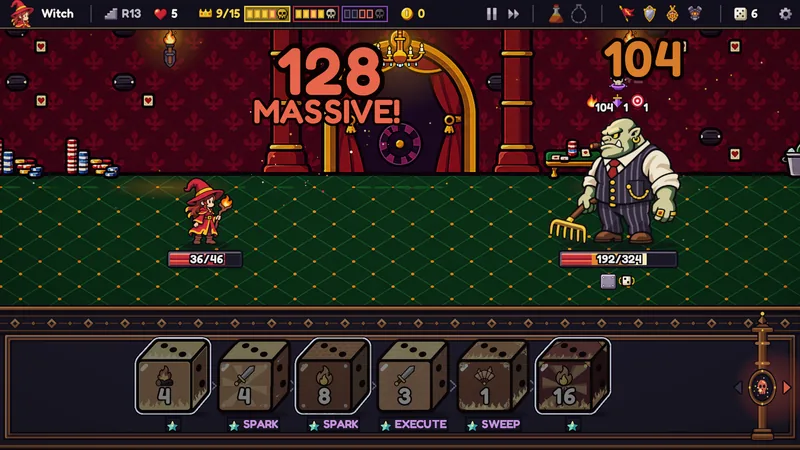 Witch
R13
5
9/15
0
6
128
MASSIVE!
104
104 1 1
36/46
192/324
4 4 8 3 1 16
SPARK SPARK EXECUTE SWEEP